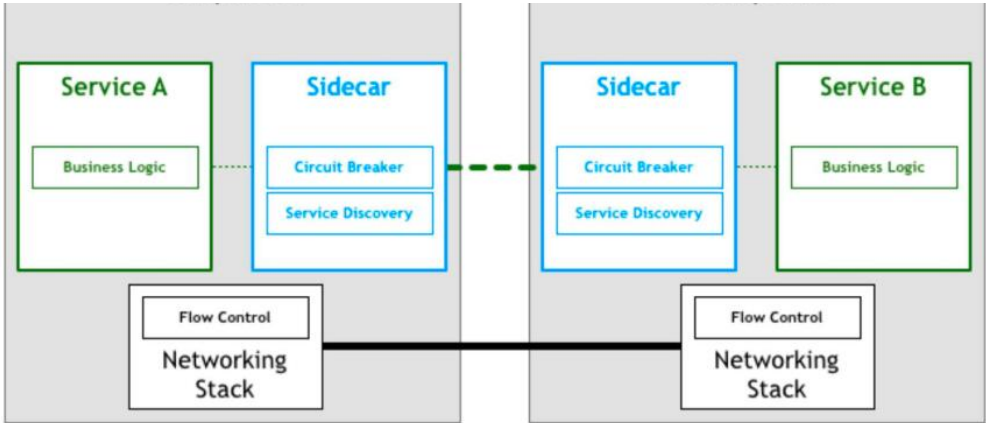 Service A
Sidecar
Sidecar
Service B
Business Logic
Circuit Breaker
Circuit Breaker
Business Logic
Service Discovery
Service Discovery
Flow Control
Flow Control
Networking
Stack
Networking
Stack